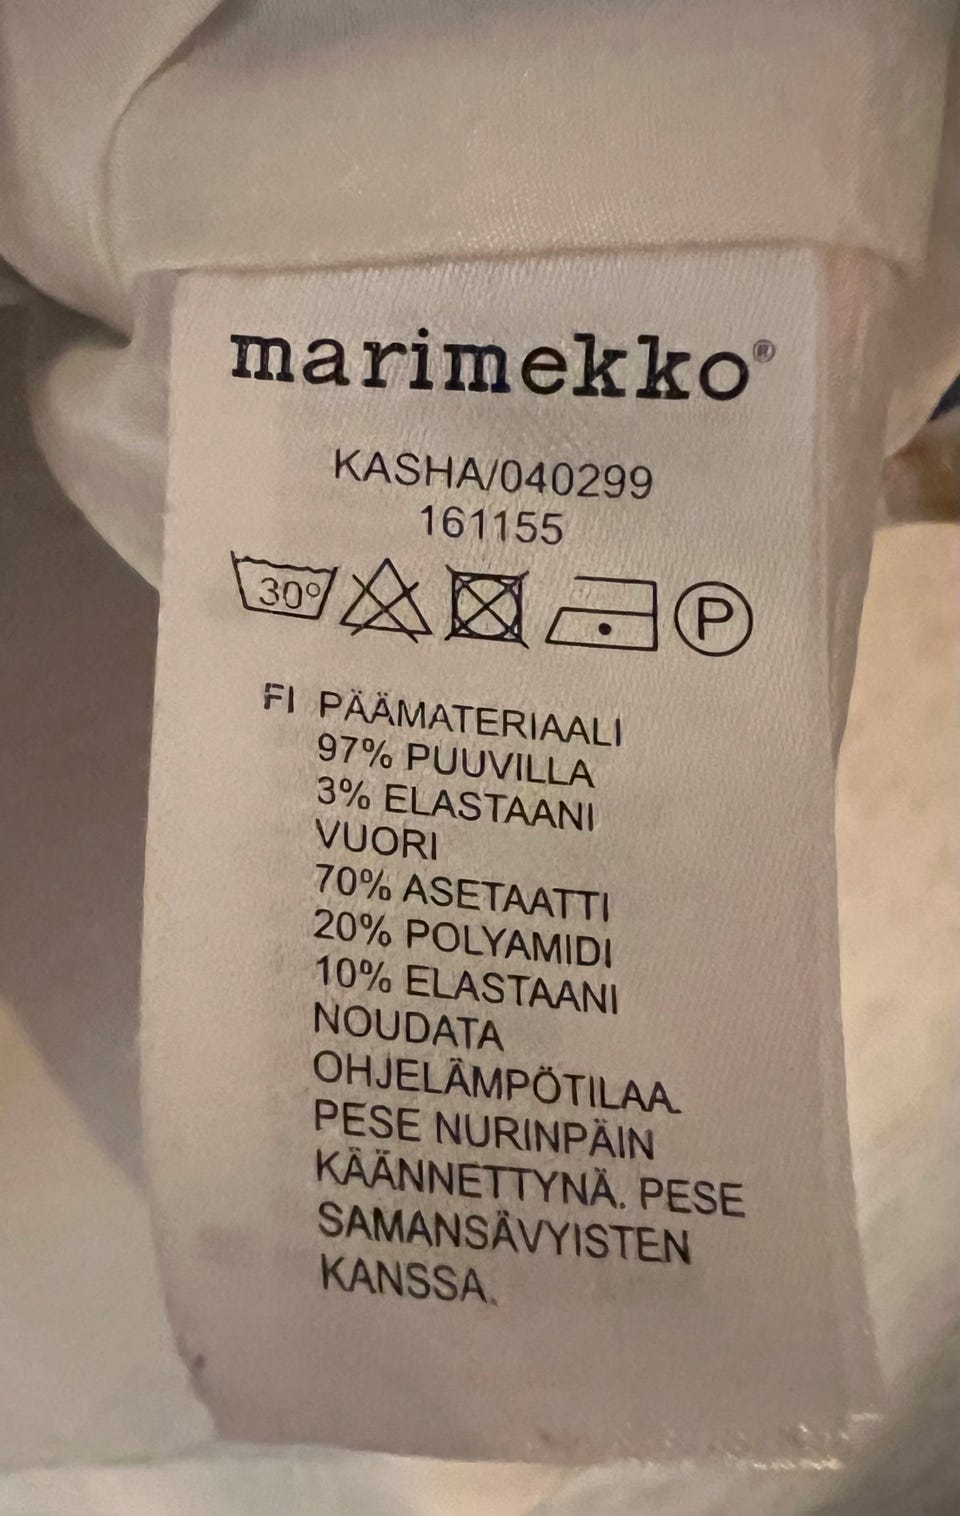 marimekko®
KASHA/040299
161155
30° P
FI PÄÄMATERIAALI
97% PUUVILLA
3% ELASTAANI
VUORI
70% ASETAATTI
20% POLYAMIDI
10% ELASTAANI
NOUDATA
OHJELÄMPÖTILAA.
PESE NURINPÄIN
KÄÄNNETTYNÄ. PESE
SAMANSÄVYISTEN
KANSSA.